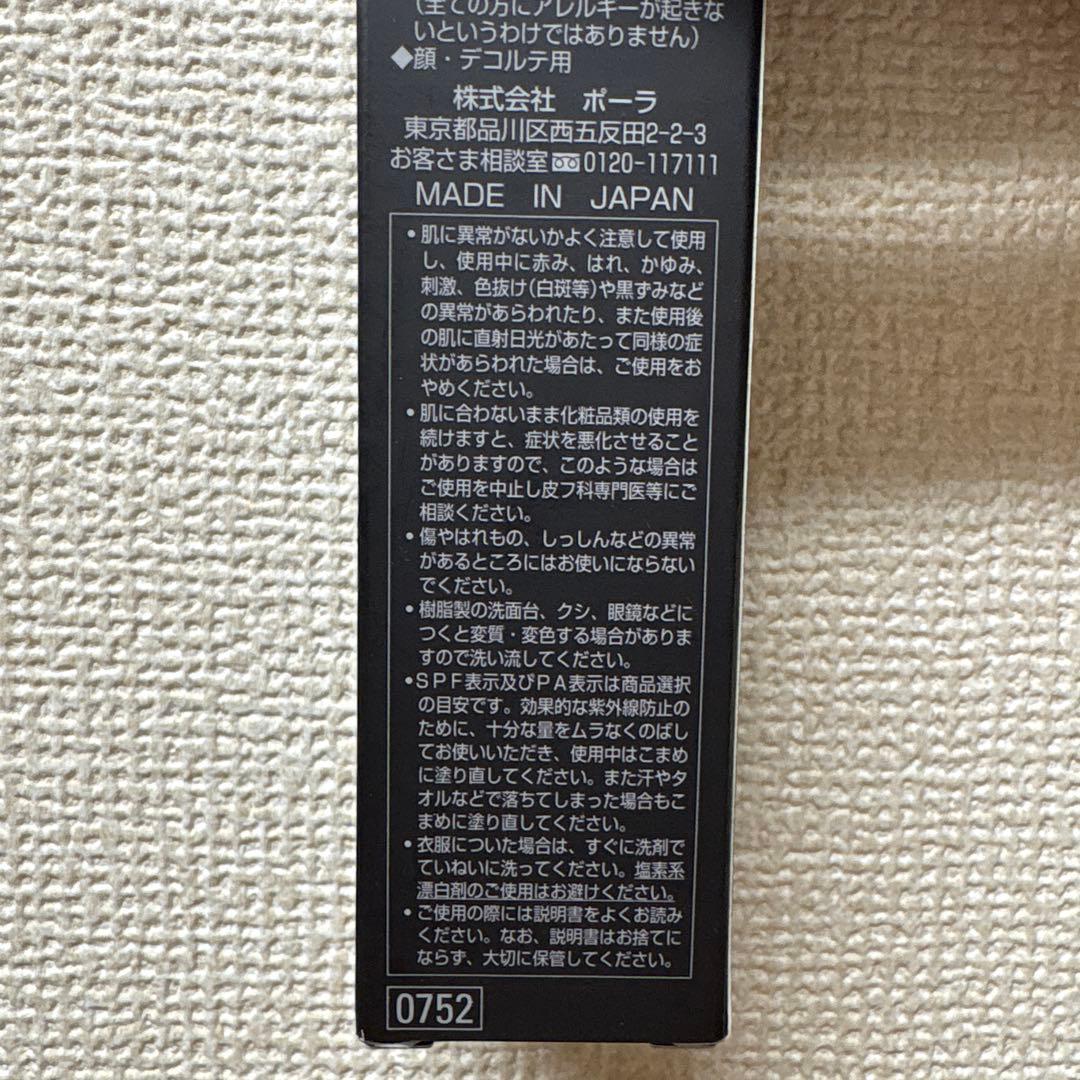 (全ての方にアレルギーが起きな
いというわけではありません)
◆顔・デコルテ用
株式会社 ポーラ
東京都品川区西五反田2-2-3
お客さま相談室 0120-117111
MADE IN JAPAN
•肌に異常がないかよく注意して使用
し、使用中に赤み、はれ、かゆみ、
刺激、色抜け(白斑等)や黒ずみなど
の異常があらわれたり、また使用後
の肌に直射日光があたって同様の症
状があらわれた場合は、ご使用をお
やめください。
•肌に合わないまま化粧品類の使用を
続けますと、症状を悪化させること
がありますので、このような場合は
ご使用を中止し皮フ科専門医等にご
相談ください。
•傷やはれもの、しっしんなどの異常
があるところにはお使いにならない
でください。
•樹脂製の洗面台、クシ、眼鏡などに
つくと変質・変色する場合がありま
すので洗い流してください。
•SPF表示及びPA表示は商品選択
の目安です。効果的な紫外線防止の
ために、十分な量をムラなくのばし
てお使いいただき、使用中はこまめ
に塗り直してください。また汗やタ
オルなどで落ちてしまった場合もこ
まめに塗り直してください。
•衣服についた場合は、すぐに洗剤で
ていねいに洗ってください。塩素系
漂白剤のご使用はお避けください。
•ご使用の際には説明書をよくお読み
ください。なお、説明書はお捨てに
ならず、大切に保管してください。
0752